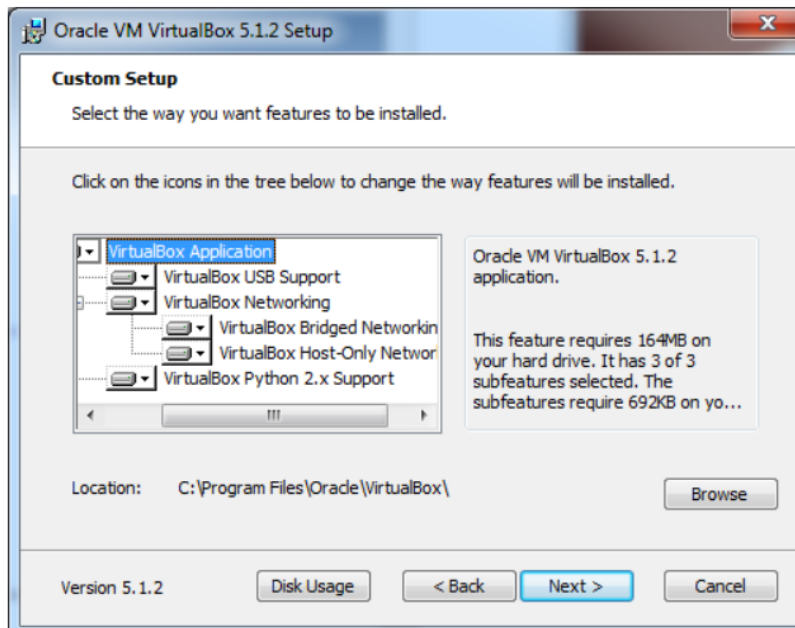 Oracle VM VirtualBox 5.1.2 Setup
Custom Setup
Select the way you want features to be installed.
Click on the icons in the tree below to change the way features will be installed.
VirtualBox Application
VirtualBox USB Support
VirtualBox Networking
VirtualBox Bridged Networkin
VirtualBox Host-Only Networ
VirtualBox Python 2.x Support
Oracle VM VirtualBox 5.1.2
application.
This feature requires 164MB on
your hard drive. It has 3 of 3
subfeatures selected. The
subfeatures require 692KB on yo...
Location: C:\Program Files\Oracle\VirtualBox\
Browse
Version 5.1.2
Disk Usage
< Back
Next >
Cancel